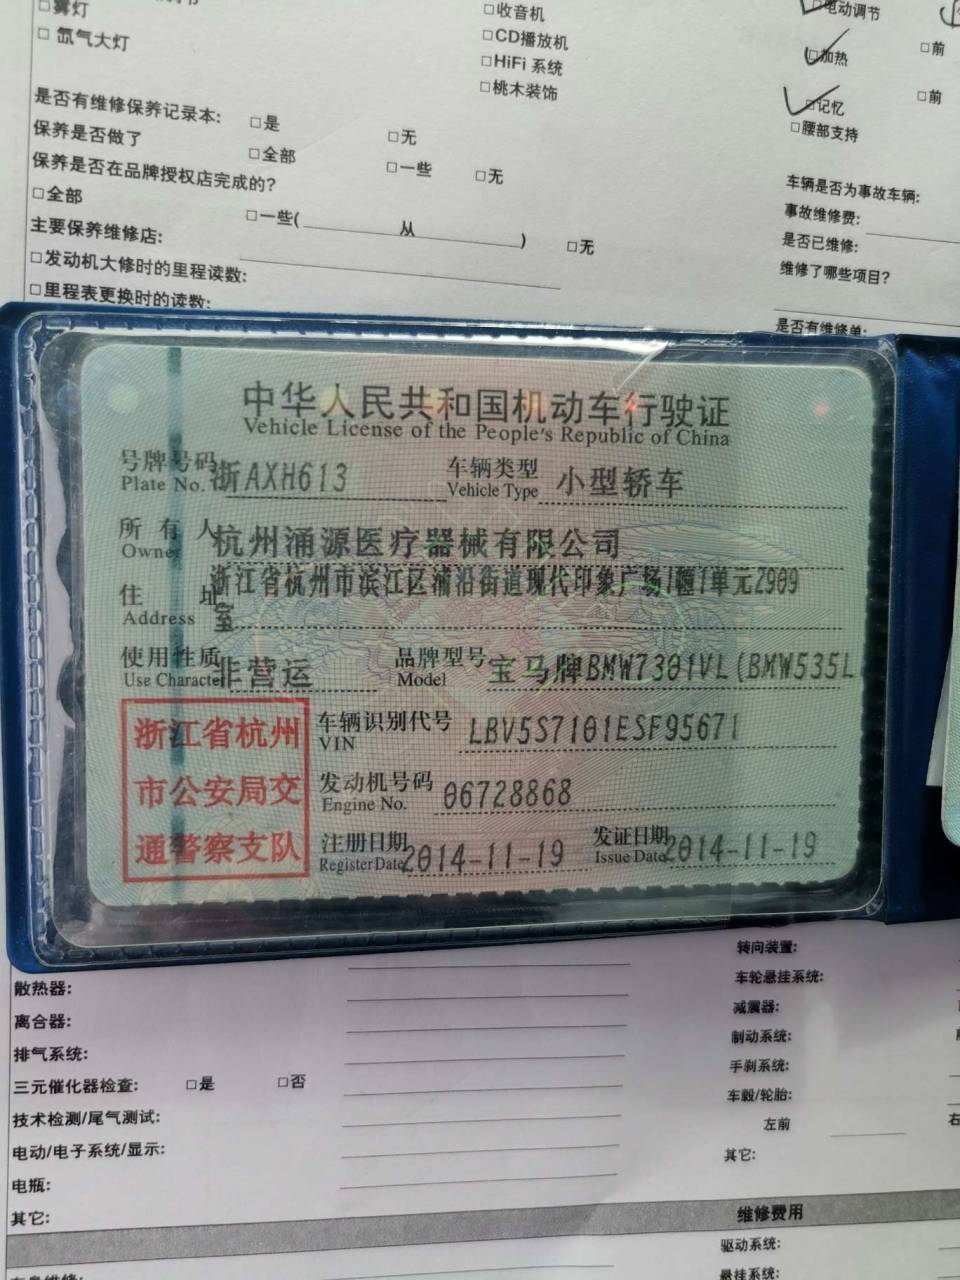 □雾灯
□氙气大灯
□收音机
□CD播放机
□HiFi 系统
□桃木装饰
□电动调节
□加热
□记忆
□腰部支持
□前
□前
是否有维修保养记录本: □是 □无
保养是否做了 □全部 □一些 □无
保养是否在品牌授权店完成的?
□全部 □一些( 从 ) □无
主要保养维修店:
□发动机大修时的里程读数:
□里程表更换时的读数:
车辆是否为事故车辆:
事故维修费:
是否已维修:
维修了哪些项目?
是否有维修单:
中华人民共和国机动车行驶证
Vehicle License of the People's Republic of China
号牌号码 浙AXH613 车辆类型 小型轿车
Plate No. Vehicle Type
所有人 杭州涌源医疗器械有限公司
Owner
住址 浙江省杭州市滨江区浦沿街道现代印象广场1幢1单元2909
Address 室
使用性质 非营运 品牌型号 宝马牌BMW7301VL(BMW535L
Use Character Model
浙江省杭州
市公安局交
通警察支队
车辆识别代号 LBV5S7101ESF95671
VIN
发动机号码 06728868
Engine No.
注册日期 2014-11-19 发证日期 2014-11-19
Register Date Issue Date
散热器:
离合器:
排气系统:
三元催化器检查: □是 □否
技术检测/尾气测试:
电动/电子系统/显示:
电瓶:
其它:
转向装置:
车轮悬挂系统:
减震器:
制动系统:
手刹系统:
车毂/轮胎:
左前 右
其它:
维修费用
驱动系统:
悬挂系统: